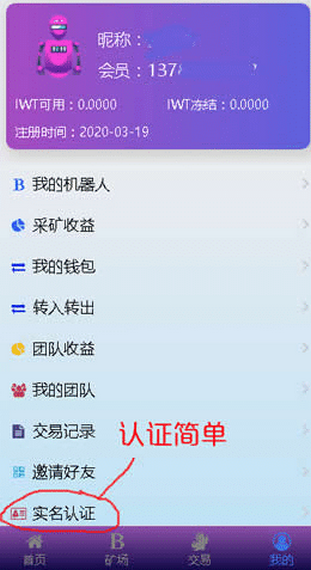 昵称：
会员：137
IWT可用：0.0000 IWT冻结：0.0000
注册时间：2020-03-19
我的机器人
采矿收益
我的钱包
转入转出
团队收益
我的团队
交易记录
认证简单
邀请好友
实名认证
首页 矿场 交易 我的